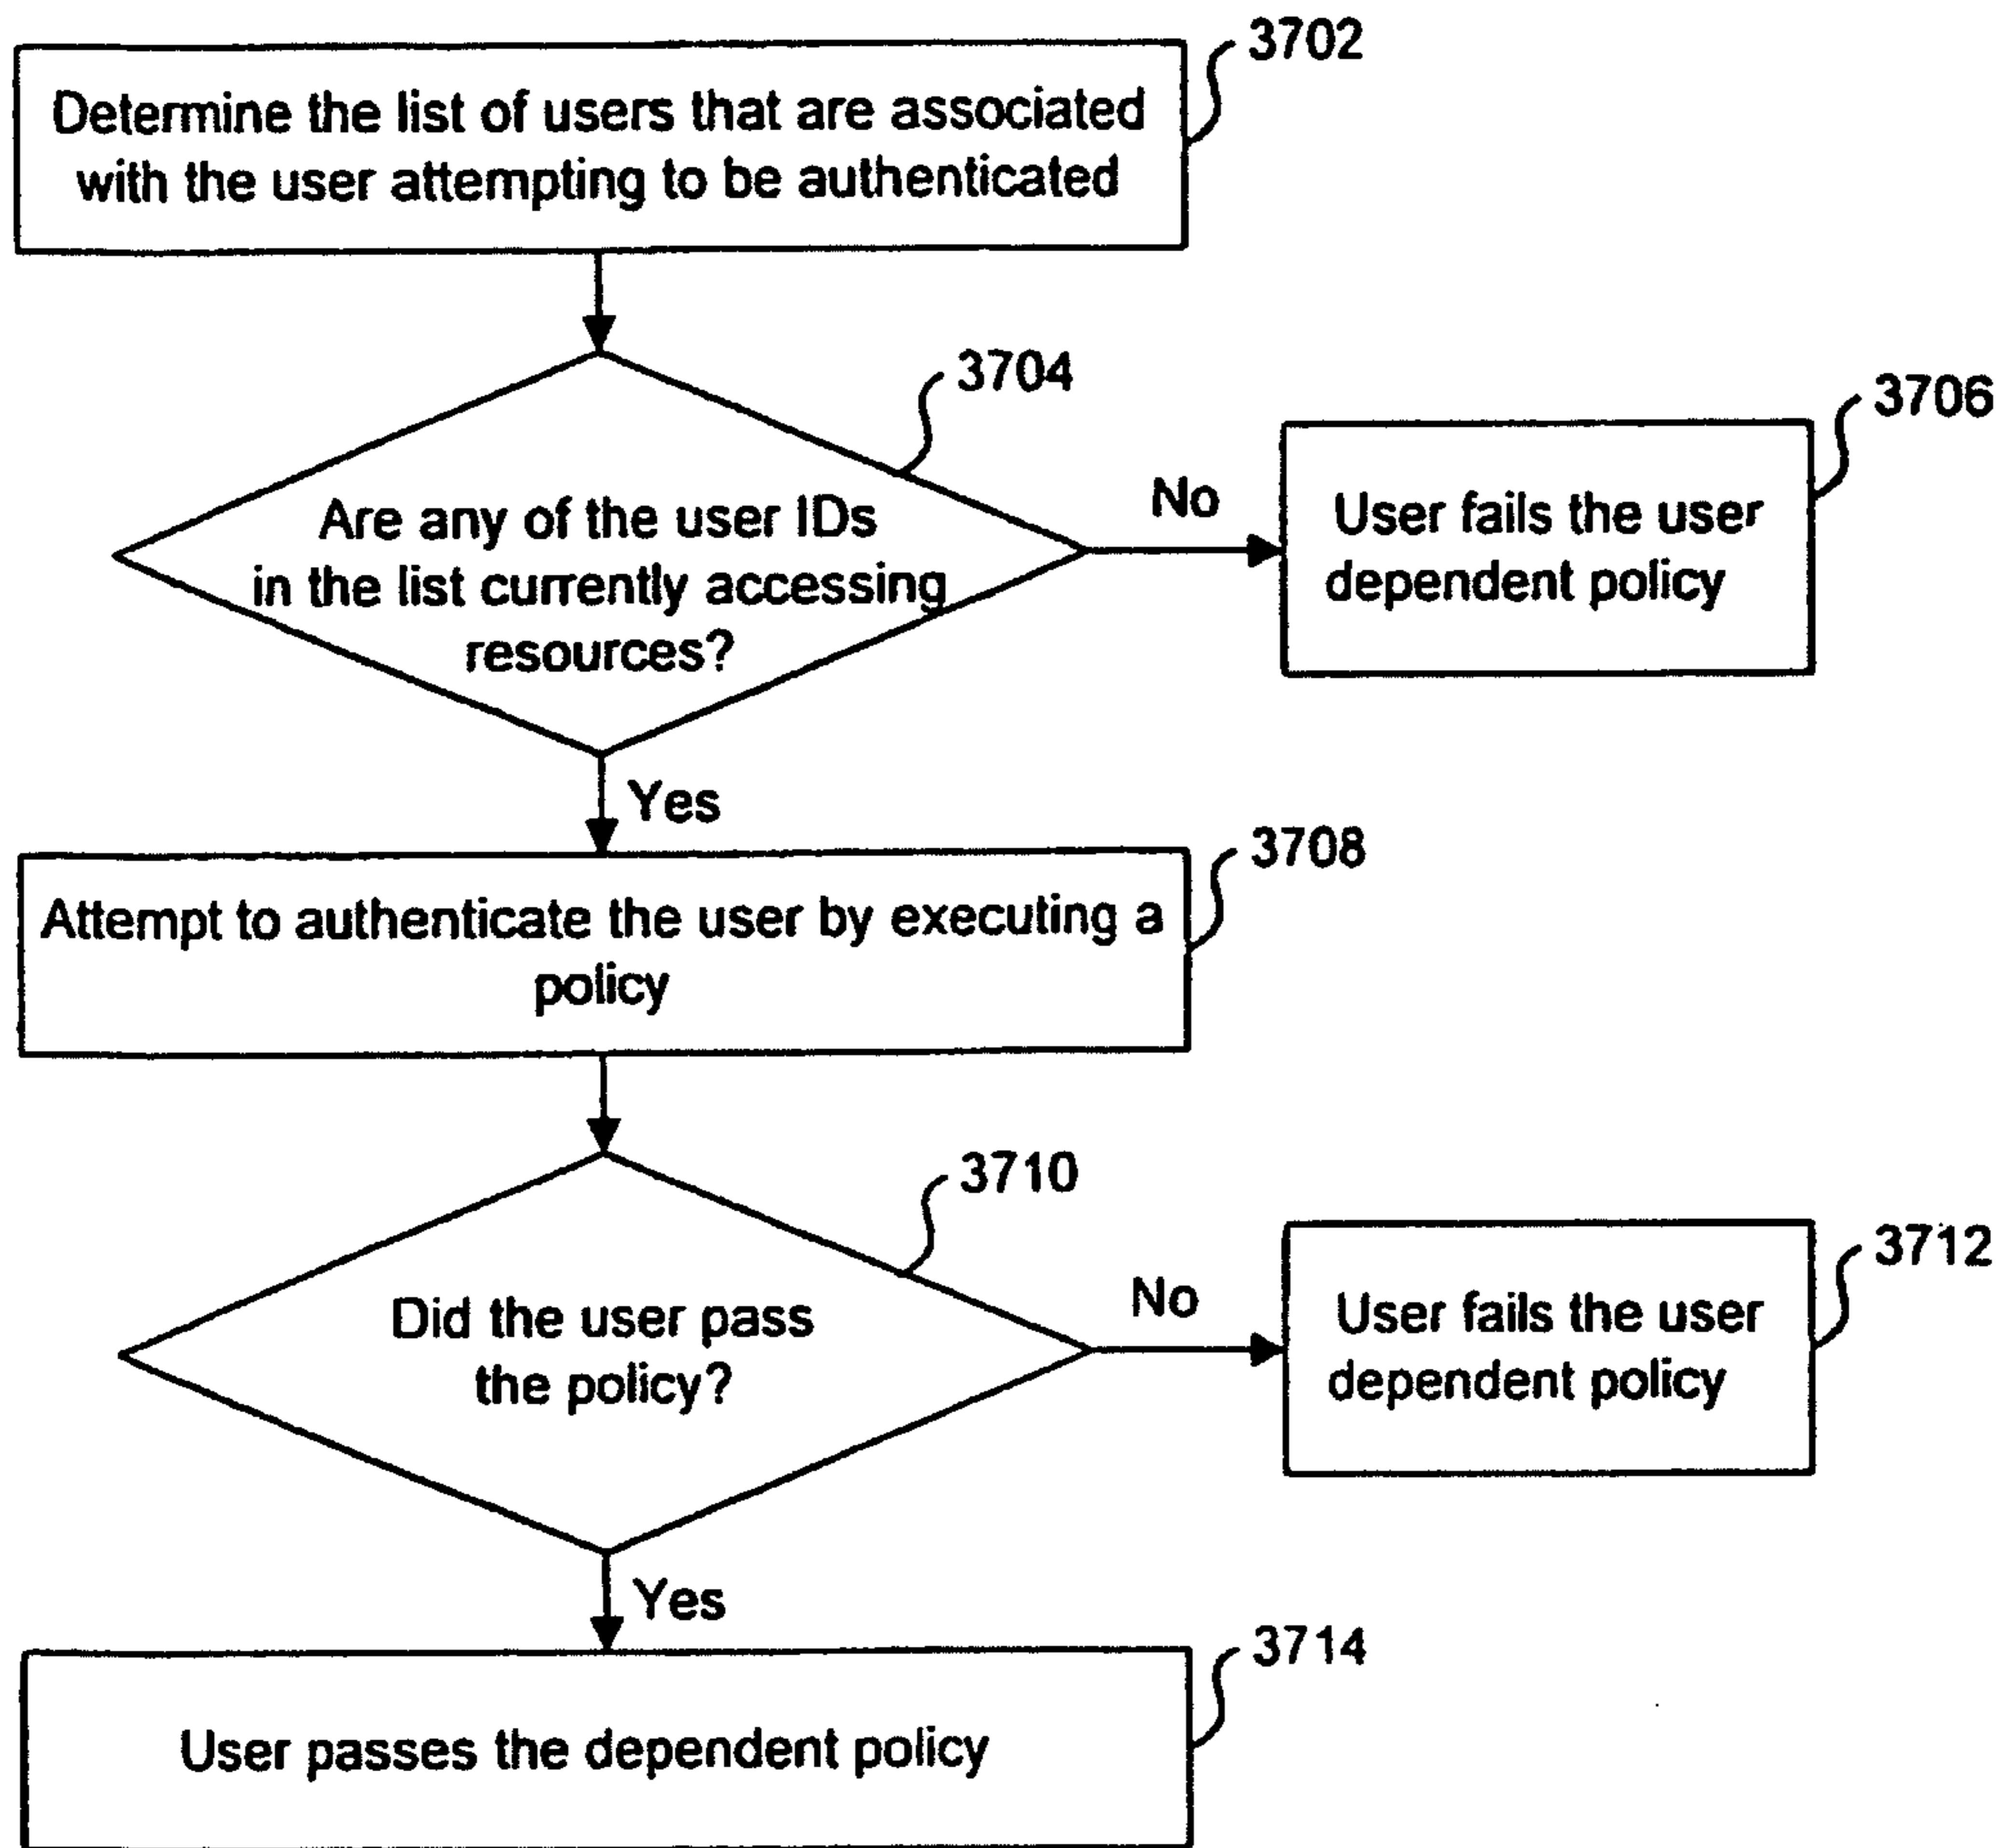 3702
Determine the list of users that are associated
with the user attempting to be authenticated
3704
Are any of the user IDs
in the list currently accessing
resources?
No
3706
User fails the user
dependent policy
Yes
3708
Attempt to authenticate the user by executing a
policy
3710
Did the user pass
the policy?
No
3712
User fails the user
dependent policy
Yes
3714
User passes the dependent policy